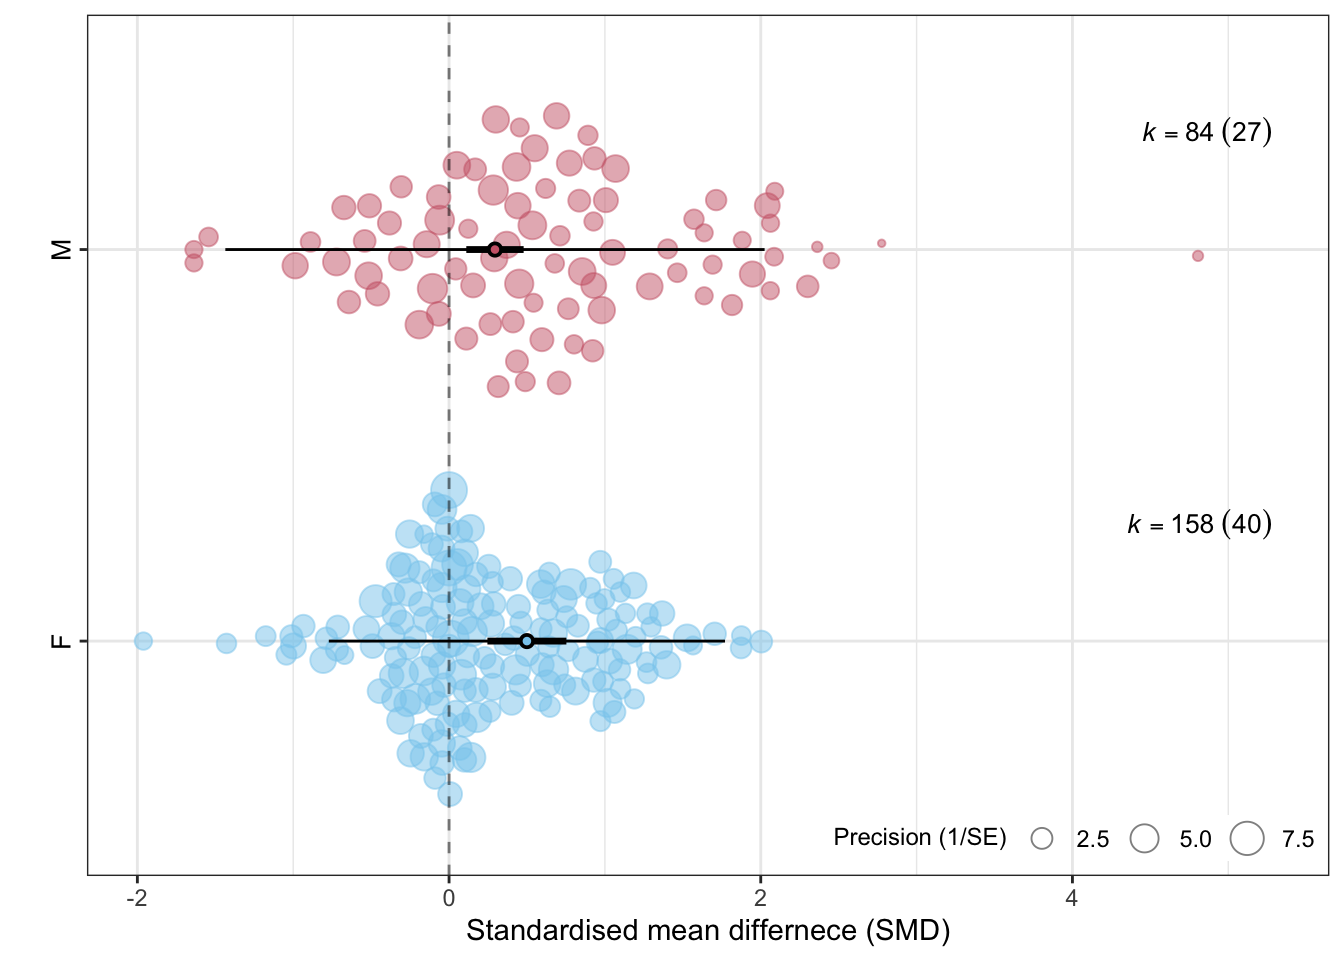 M
k = 84 (27)
F
k = 158 (40)
Precision (1/SE) 2.5 5.0 7.5
-2 0 2 4
Standardised mean differnece (SMD)